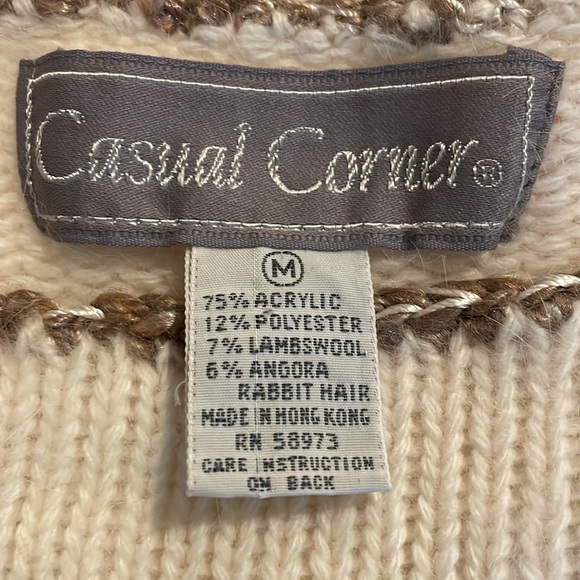 Casual Corner®
M
75% ACRYLIC
12% POLYESTER
7% LAMBSWOOL
6% ANGORA
RABBIT HAIR
MADE IN HONG KONG
RN 58973
CARE INSTRUCTION
ON BACK